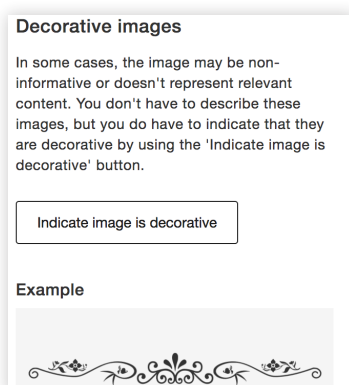 Decorative images
In some cases, the image may be non-
informative or doesn't represent relevant
content. You don't have to describe these
images, but you do have to indicate that they
are decorative by using the 'Indicate image is
decorative' button.
Indicate image is decorative
Example